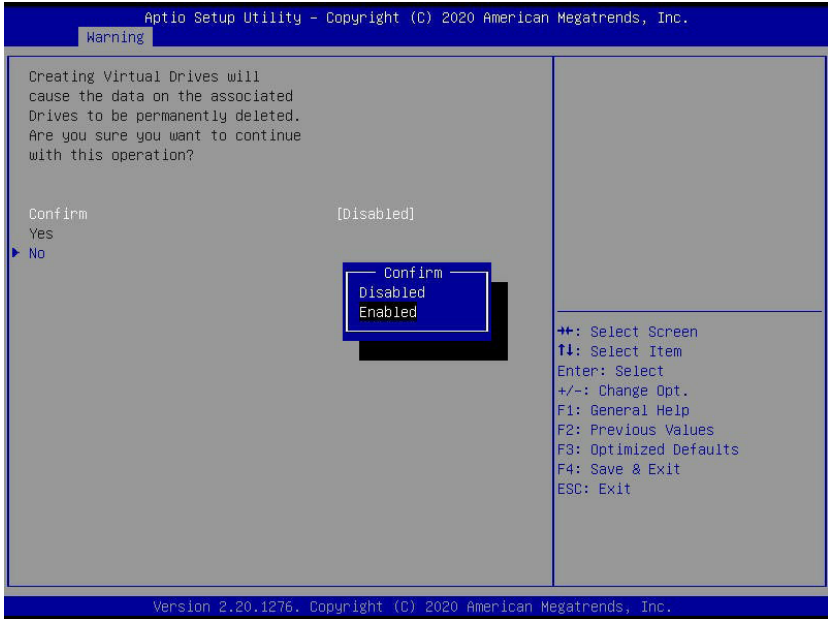 Aptio Setup Utility – Copyright (C) 2020 American Megatrends, Inc.
Warning
Creating Virtual Drives will
cause the data on the associated
Drives to be permanently deleted.
Are you sure you want to continue
with this operation?
Confirm [Disabled]
Yes
No
Confirm
Disabled
Enabled
→←: Select Screen
↑↓: Select Item
Enter: Select
+/-: Change Opt.
F1: General Help
F2: Previous Values
F3: Optimized Defaults
F4: Save & Exit
ESC: Exit
Version 2.20.1276. Copyright (C) 2020 American Megatrends, Inc.